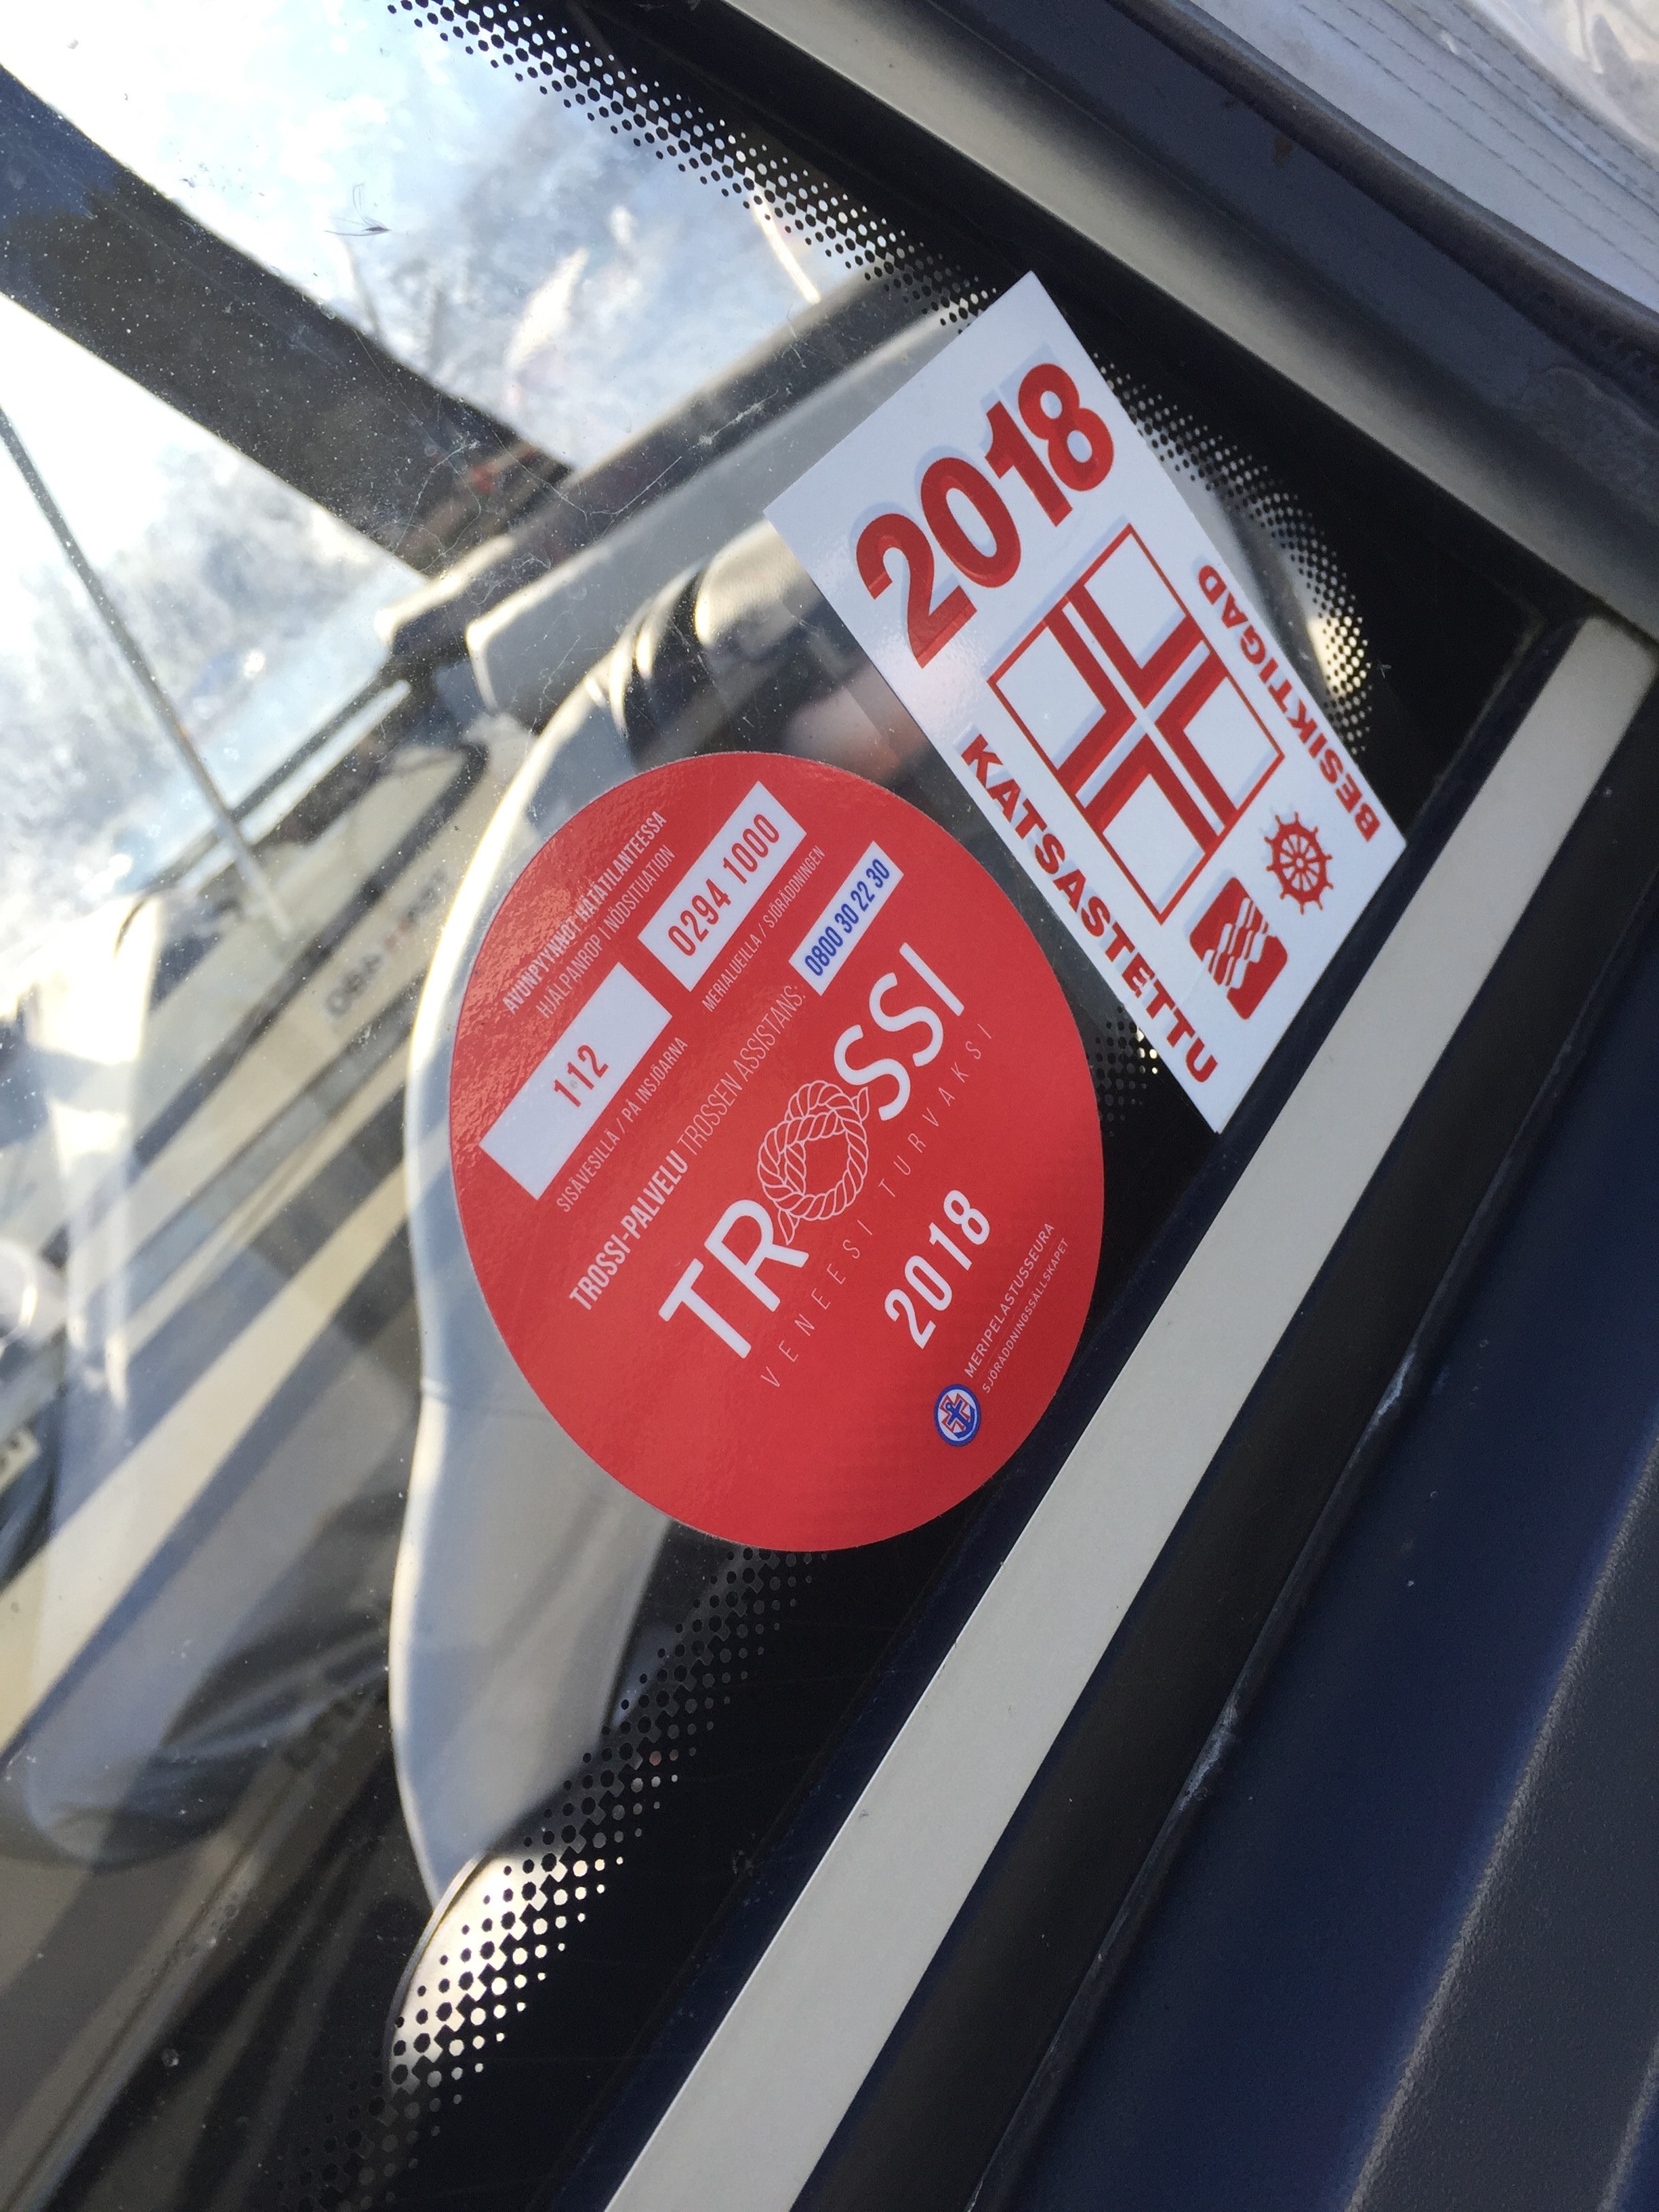 2018
KATSASTETTU
BESIKTIGAD
AVUNPYYNNÖT HÄTÄTILANTEESSA
HJÄLPANROP I NÖDSITUATION
112
0294 1000
SISÄVESILLÄ / PÅ INSJÖARNA
MERIALUEILLA / SJÖRÄDDNINGEN
TROSSI-PALVELU TROSSEN ASSISTANS: 0800 30 22 30
TROSSI
VENEESI TURVAKSI
2018
MERIPELASTUSSEURA
SJÖRÄDDNINGSSÄLLSKAPET